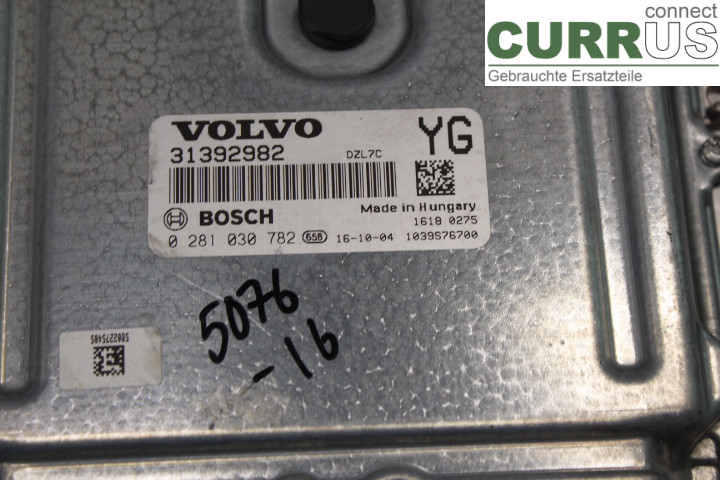 connect
CURRUS
Gebrauchte Ersatzteile
VOLVO YG
31392982 DZL7C
Made in Hungary
BOSCH 1618 0275
0 281 030 782 658 16-10-04 1039S76700
5076
-16
5802275405
E